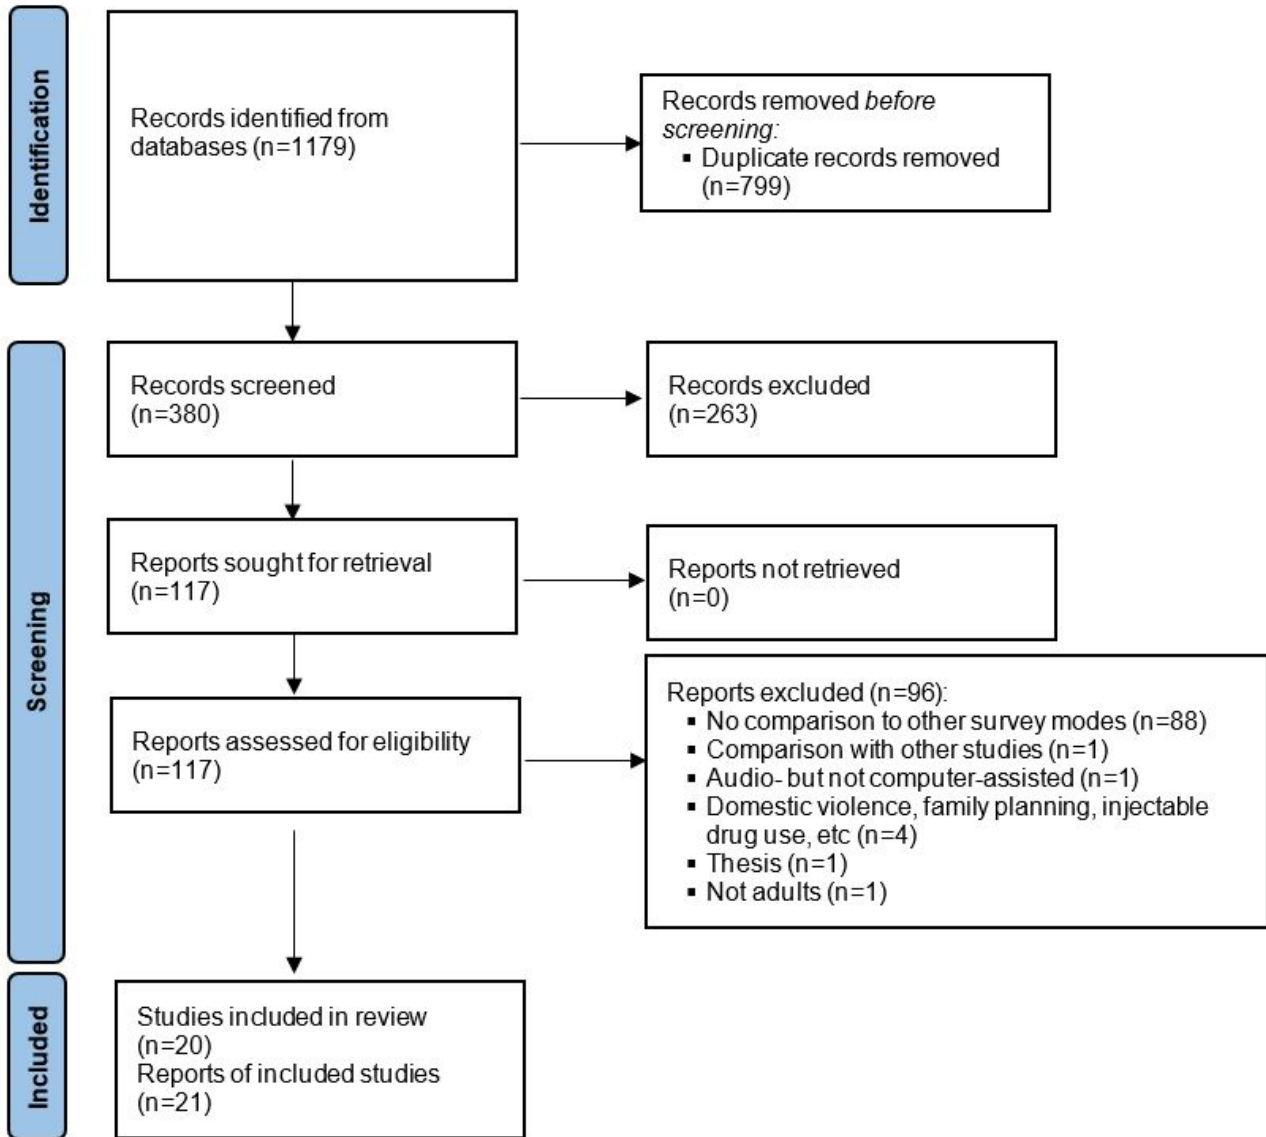 Identification
Records identified from
databases (n=1179)
Records removed before
screening:
▪ Duplicate records removed
(n=799)
Screening
Records screened
(n=380)
Records excluded
(n=263)
Reports sought for retrieval
(n=117)
Reports not retrieved
(n=0)
Reports assessed for eligibility
(n=117)
Reports excluded (n=96):
▪ No comparison to other survey modes (n=88)
▪ Comparison with other studies (n=1)
▪ Audio- but not computer-assisted (n=1)
▪ Domestic violence, family planning, injectable
drug use, etc (n=4)
▪ Thesis (n=1)
▪ Not adults (n=1)
Included
Studies included in review
(n=20)
Reports of included studies
(n=21)